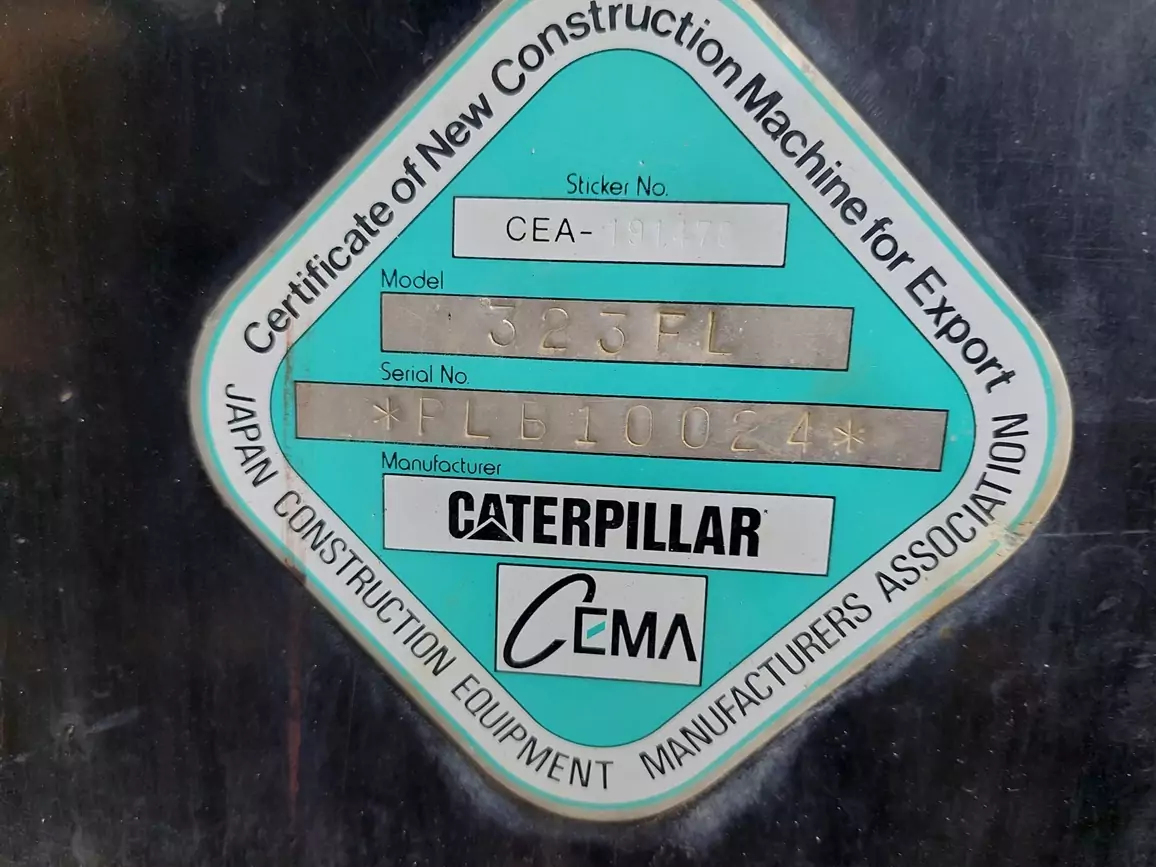 Certificate of New Construction Machine for Export
Sticker No.
CEA-
Model
323FL
Serial No.
*PLB10024*
Manufacturer
CATERPILLAR
CEMA
JAPAN CONSTRUCTION EQUIPMENT MANUFACTURERS ASSOCIATION